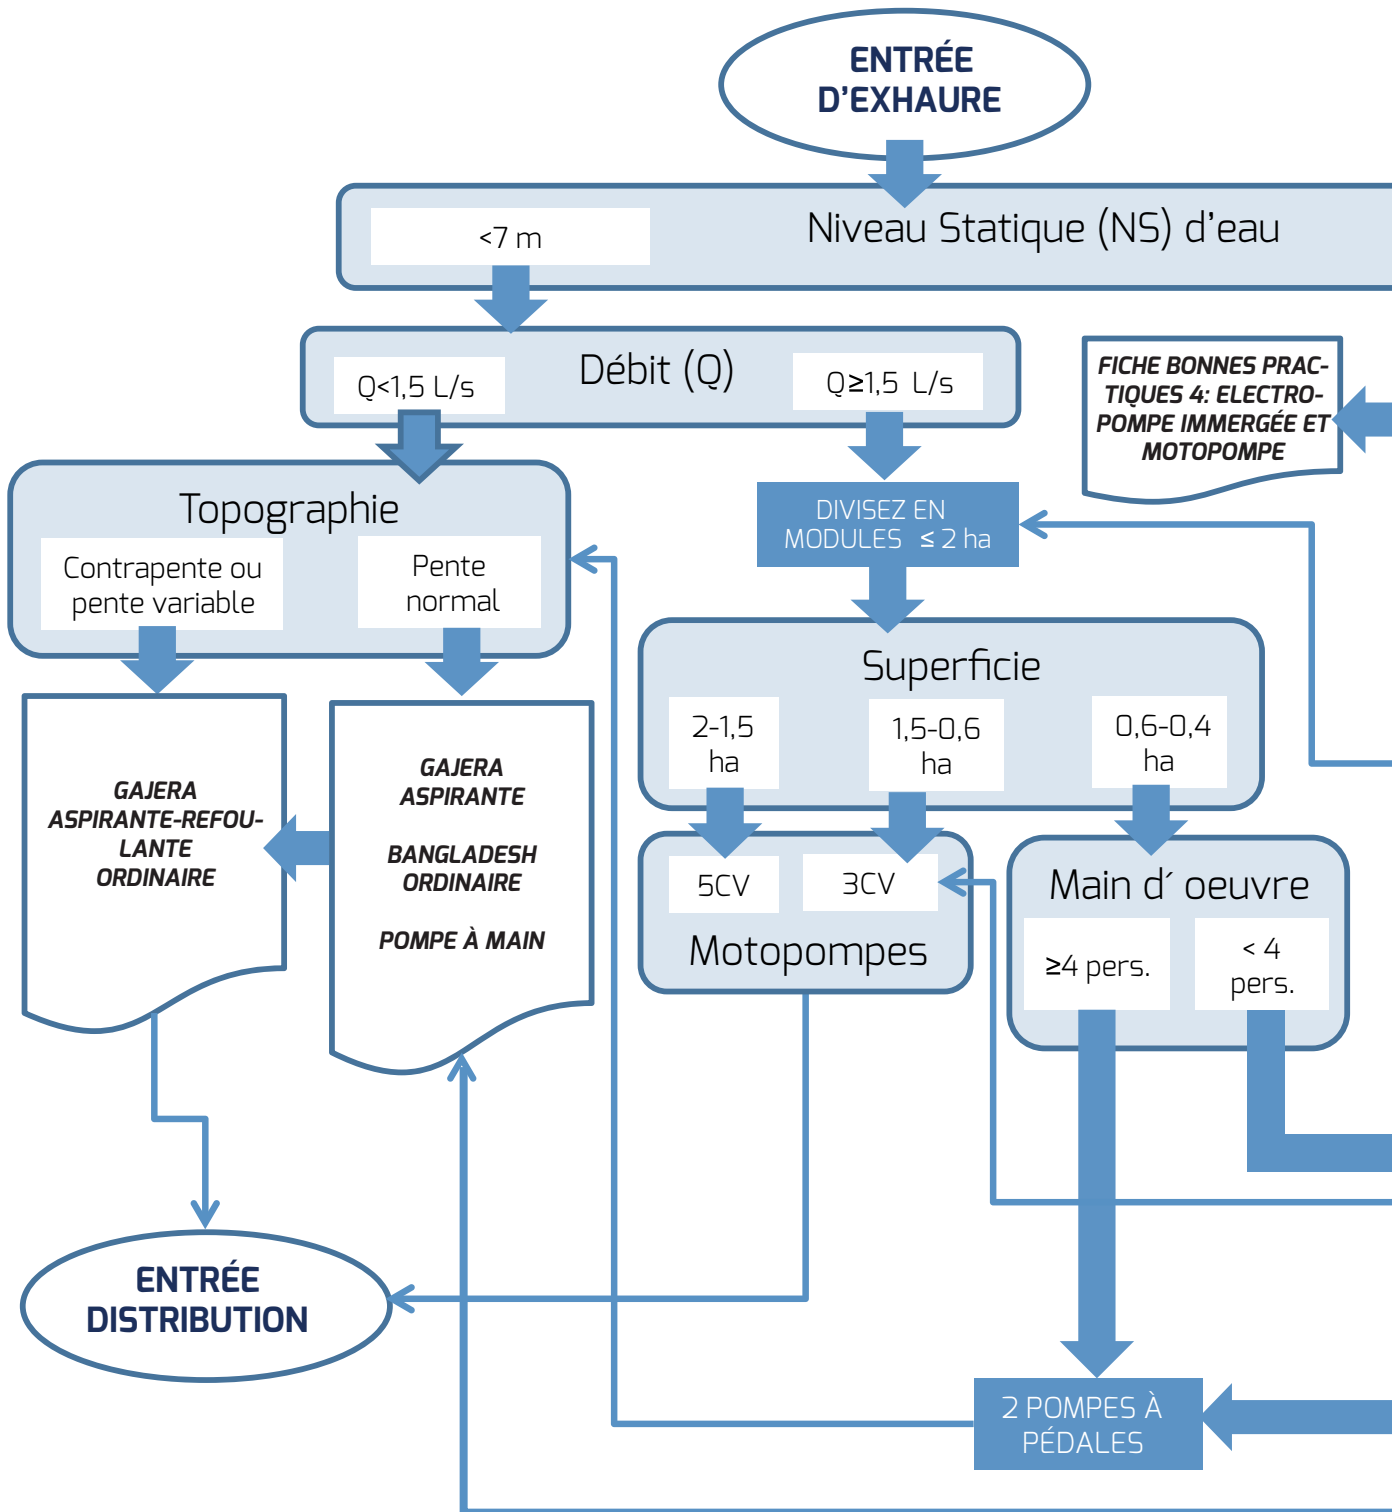 ENTRÉE
D'EXHAURE
<7 m
Niveau Statique (NS) d'eau
Débit (Q)
Q<1,5 L/s
Q≥1,5 L/s
FICHE BONNES PRAC-
TIQUES 4: ELECTRO-
POMPE IMMERGÉE ET
MOTOPOMPE
Topographie
Contrapente ou
pente variable
Pente
normal
DIVISEZ EN
MODULES ≤ 2 ha
Superficie
2-1,5
ha
1,5-0,6
ha
0,6-0,4
ha
GAJERA
ASPIRANTE-REFOU-
LANTE
ORDINAIRE
GAJERA
ASPIRANTE
BANGLADESH
ORDINAIRE
POMPE À MAIN
5CV
3CV
Motopompes
Main d´ oeuvre
≥4 pers.
< 4
pers.
ENTRÉE
DISTRIBUTION
2 POMPES À
PÉDALES